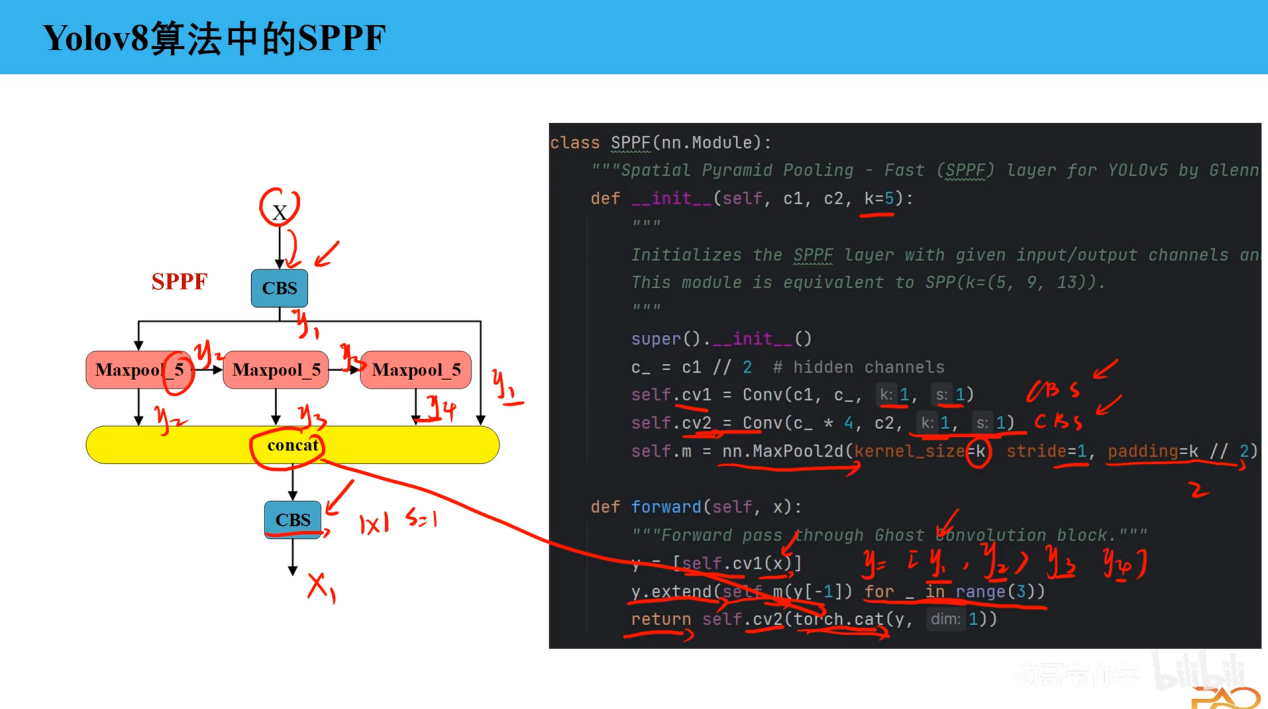 Yolov8算法中的SPPF
X
SPPF
CBS
y1
Maxpool_5
y2
Maxpool_5
y3
Maxpool_5
y1
y2
y3
y4
concat
CBS
1x1 s=1
X1
class SPPF(nn.Module):
"""Spatial Pyramid Pooling - Fast (SPPF) layer for YOLOv5 by Glenn
def __init__(self, c1, c2, k=5):
"""
Initializes the SPPF layer with given input/output channels an
This module is equivalent to SPP(k=(5, 9, 13)).
"""
super().__init__()
c_ = c1 // 2  # hidden channels
self.cv1 = Conv(c1, c_, k: 1, s: 1) CBS
self.cv2 = Conv(c_ * 4, c2, k: 1, s: 1) CBS
self.m = nn.MaxPool2d(kernel_size=k, stride=1, padding=k // 2)
2
def forward(self, x):
"""Forward pass through Ghost Convolution block."""
y = [self.cv1(x)] y=[y1, y2, y3 y4]
y.extend(self.m(y[-1]) for _ in range(3))
return self.cv2(torch.cat(y, dim: 1))
bilibili